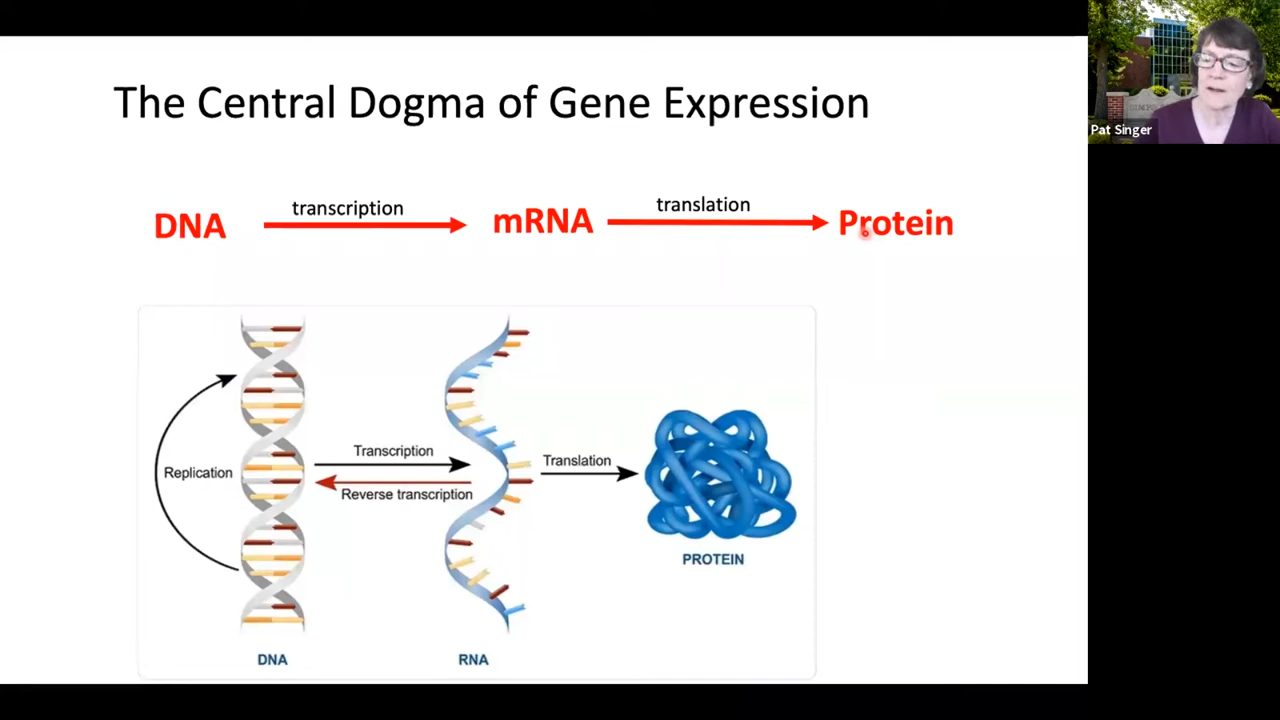 The Central Dogma of Gene Expression
Pat Singer
DNA transcription mRNA translation Protein
Replication
Transcription
Reverse transcription
Translation
PROTEIN
DNA
RNA